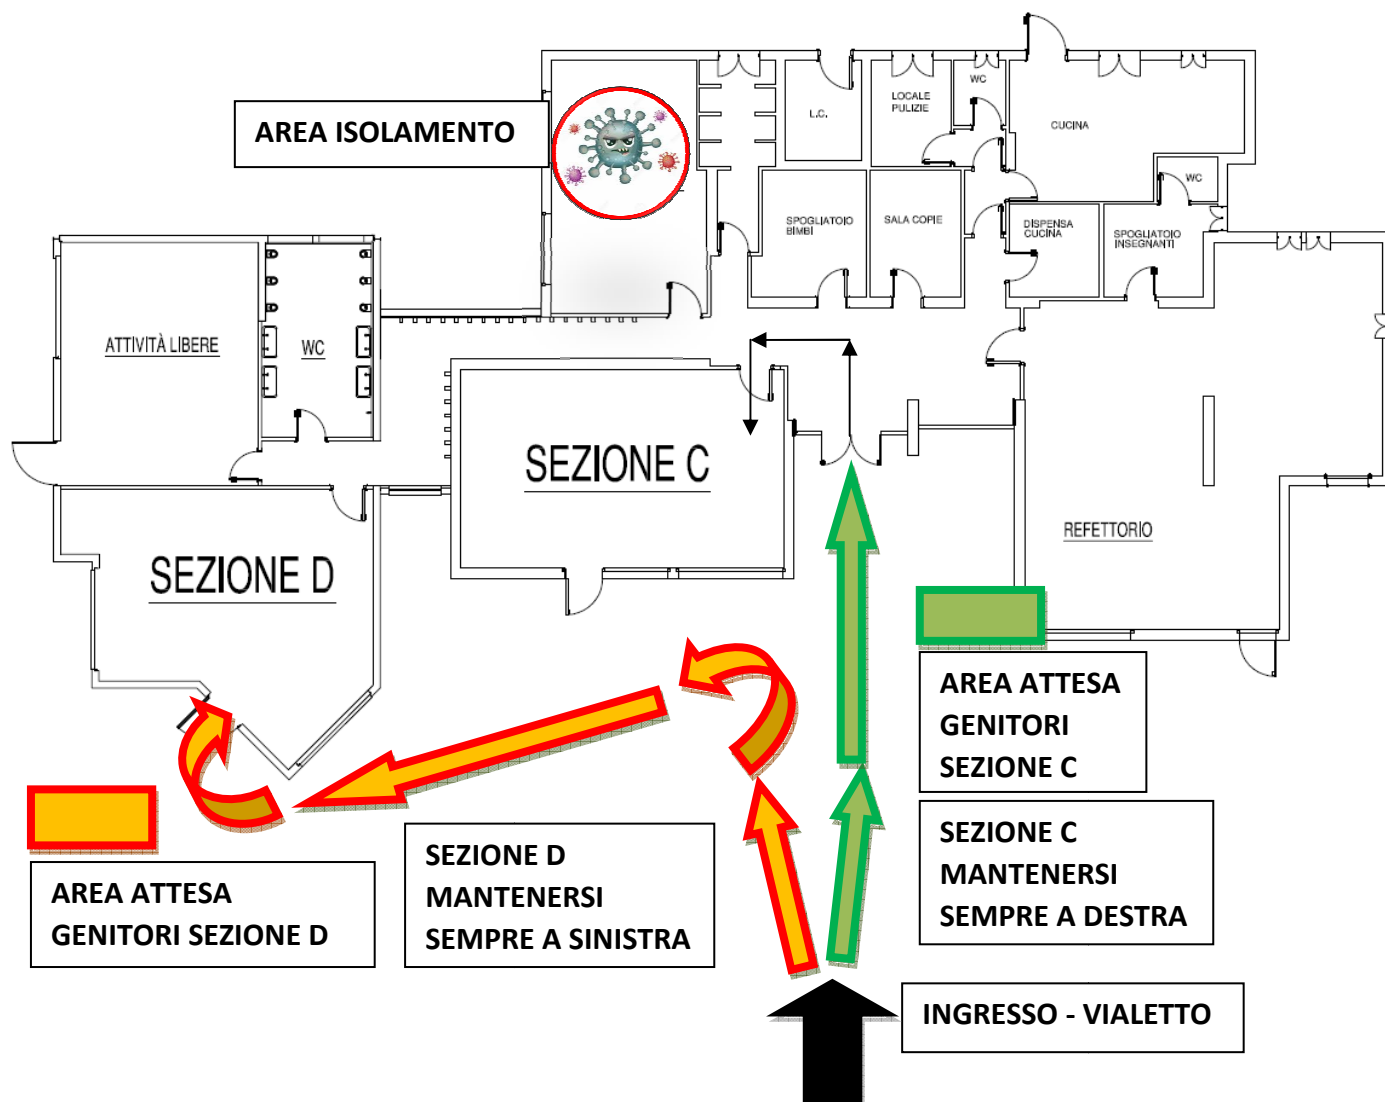 WC
LOCALE
PULIZIE
L.C.
CUCINA
AREA ISOLAMENTO
WC
SPOGLIATOIO
BIMBI
SALA COPIE
DISPENSA
CUCINA
SPOGLIATOIO
INSEGNANTI
ATTIVITÀ LIBERE
WC
SEZIONE C
REFETTORIO
SEZIONE D
AREA ATTESA
GENITORI
SEZIONE C
SEZIONE C
MANTENERSI
SEMPRE A DESTRA
SEZIONE D
MANTENERSI
SEMPRE A SINISTRA
AREA ATTESA
GENITORI SEZIONE D
INGRESSO - VIALETTO